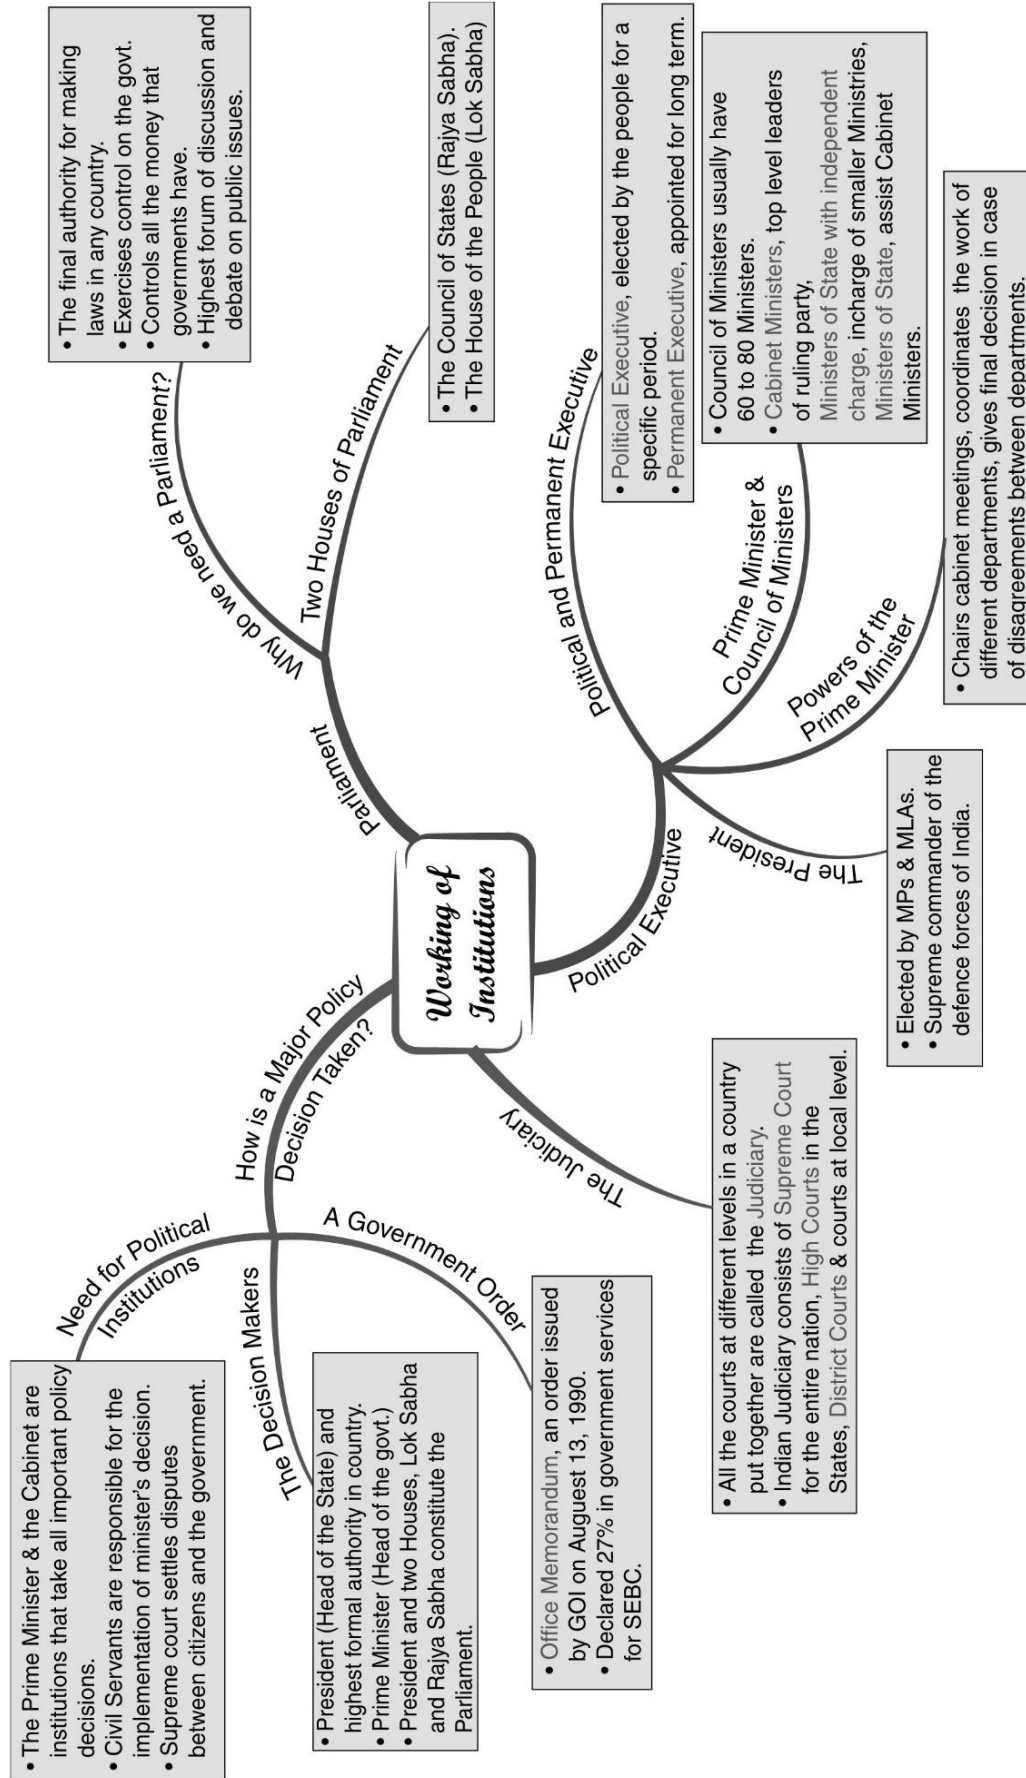 Working of
Institutions
How is a Major Policy
Decision Taken?
Need for Political
Institutions
• The Prime Minister & the Cabinet are
institutions that take all important policy
decisions.
• Civil Servants are responsible for the
implementation of minister's decision.
• Supreme court settles disputes
between citizens and the government.
The Decision Makers
• President (Head of the State) and
highest formal authority in country.
• Prime Minister (Head of the govt.)
• President and two Houses, Lok Sabha
and Rajya Sabha constitute the
Parliament.
A Government Order
• Office Memorandum, an order issued
by GOI on August 13, 1990.
• Declared 27% in government services
for SEBC.
Parliament
Why do we need a Parliament?
• The final authority for making
laws in any country.
• Exercises control on the govt.
• Controls all the money that
governments have.
• Highest forum of discussion and
debate on public issues.
Two Houses of Parliament
• The Council of States (Rajya Sabha).
• The House of the People (Lok Sabha)
The Judiciary
• All the courts at different levels in a country
put together are called the Judiciary.
• Indian Judiciary consists of Supreme Court
for the entire nation, High Courts in the
States, District Courts & courts at local level.
Political Executive
Political and Permanent Executive
• Political Executive, elected by the people for a
specific period.
• Permanent Executive, appointed for long term.
Prime Minister &
Council of Ministers
• Council of Ministers usually have
60 to 80 Ministers.
• Cabinet Ministers, top level leaders
of ruling party,
Ministers of State with independent
charge, incharge of smaller Ministries,
Ministers of State, assist Cabinet
Ministers.
Powers of the
Prime Minister
• Chairs cabinet meetings, coordinates the work of
different departments, gives final decision in case
of disagreements between departments.
The President
• Elected by MPs & MLAs.
• Supreme commander of the
defence forces of India.